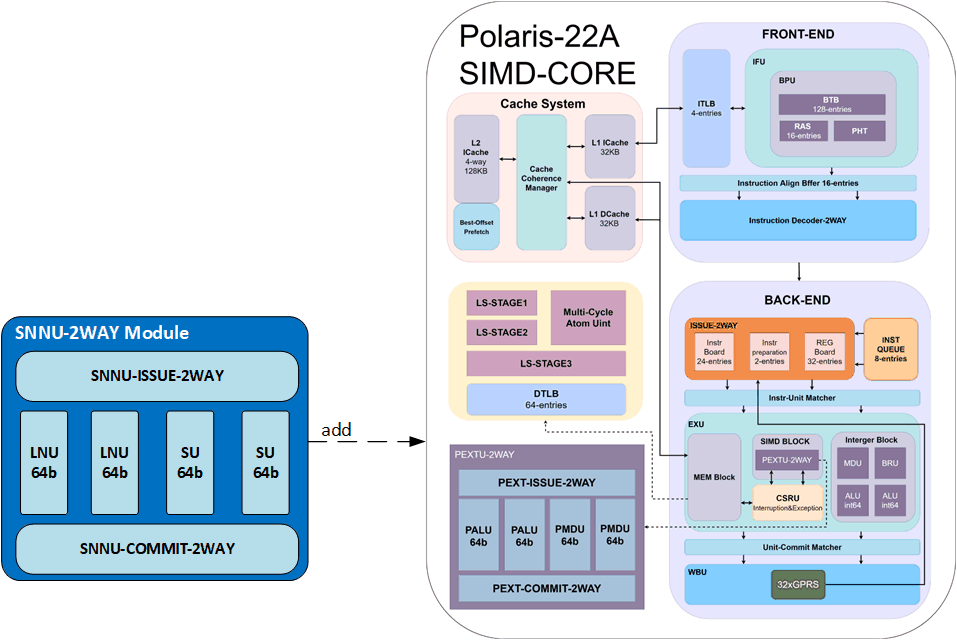 SNNU-2WAY Module
SNNU-ISSUE-2WAY
LNU
64b
LNU
64b
SU
64b
SU
64b
SNNU-COMMIT-2WAY
add
Polaris-22A
SIMD-CORE
Cache System
L2
ICache
4-way
128KB
Best-Offset
Prefetch
Cache
Coherence
Manager
L1 ICache
32KB
L1 DCache
32KB
LS-STAGE1
LS-STAGE2
Multi-Cycle
Atom Uint
LS-STAGE3
DTLB
64-entries
PEXTU-2WAY
PEXT-ISSUE-2WAY
PALU
64b
PALU
64b
PMDU
64b
PMDU
64b
PEXT-COMMIT-2WAY
FRONT-END
ITLB
4-entries
IFU
BPU
BTB
128-entries
RAS
16-entries
PHT
Instruction Align Bffer 16-entries
Instruction Decoder-2WAY
BACK-END
ISSUE-2WAY
Instr
Board
24-entries
Instr
preparation
2-entries
REG
Board
32-entries
INST
QUEUE
8-entries
Instr-Unit Matcher
EXU
MEM Block
SIMD BLOCK
PEXTU-2WAY
CSRU
Interruption&Exception
Interger Block
MDU
BRU
ALU
int64
ALU
int64
Unit-Commit Matcher
WBU
32xGPRS